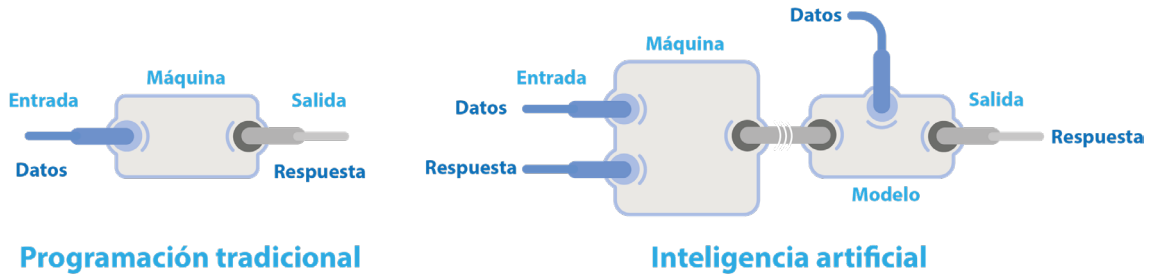 Entrada
Máquina
Salida
Datos
Respuesta
Programación tradicional
Datos
Máquina
Entrada
Datos
Respuesta
Salida
Respuesta
Modelo
Inteligencia artificial